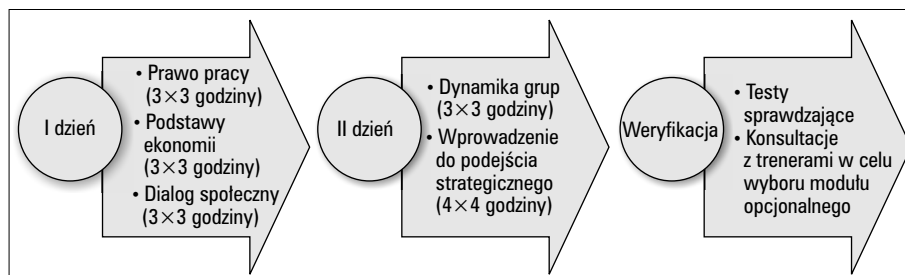 I dzień
• Prawo pracy
(3×3 godziny)
• Podstawy
ekonomii
(3×3 godziny)
• Dialog społeczny
(3×3 godziny)
II dzień
• Dynamika grup
(3×3 godziny)
• Wprowadzenie
do podejścia
strategicznego
(4×4 godziny)
Weryfikacja
• Testy
sprawdzające
• Konsultacje
z trenerami w celu
wyboru modułu
opcjonalnego